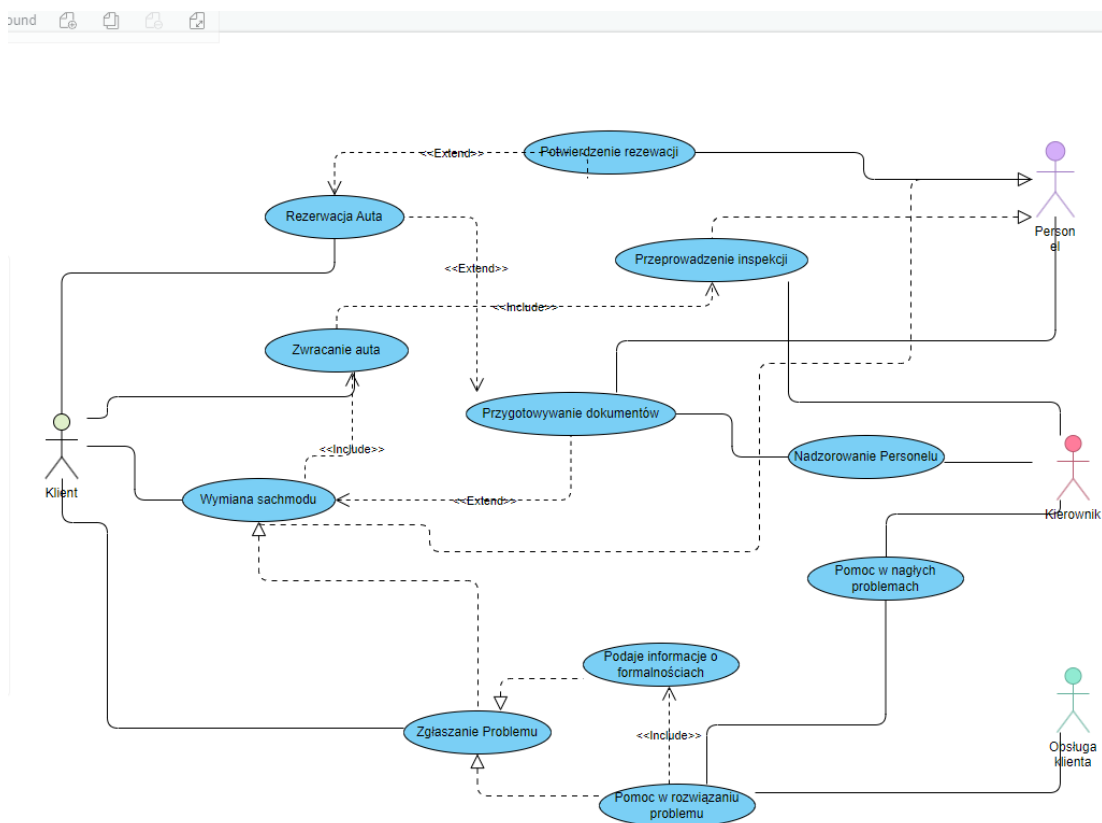 ound
Potwierdzenie rezewacji
<<Extend>>
Rezerwacja Auta
Person
el
Przeprowadzenie inspekcji
<<Extend>>
<<Include>>
Zwracanie auta
Przygotowywanie dokumentów
<<Include>>
Nadzorowanie Personelu
Klient
Wymiana sachmodu
<<Extend>>
Kierownik
Pomoc w nagłych
problemach
Podaje informacje o
formalnościach
Zgłaszanie Problemu
<<Include>>
Obsługa
klienta
Pomoc w rozwiązaniu
problemu